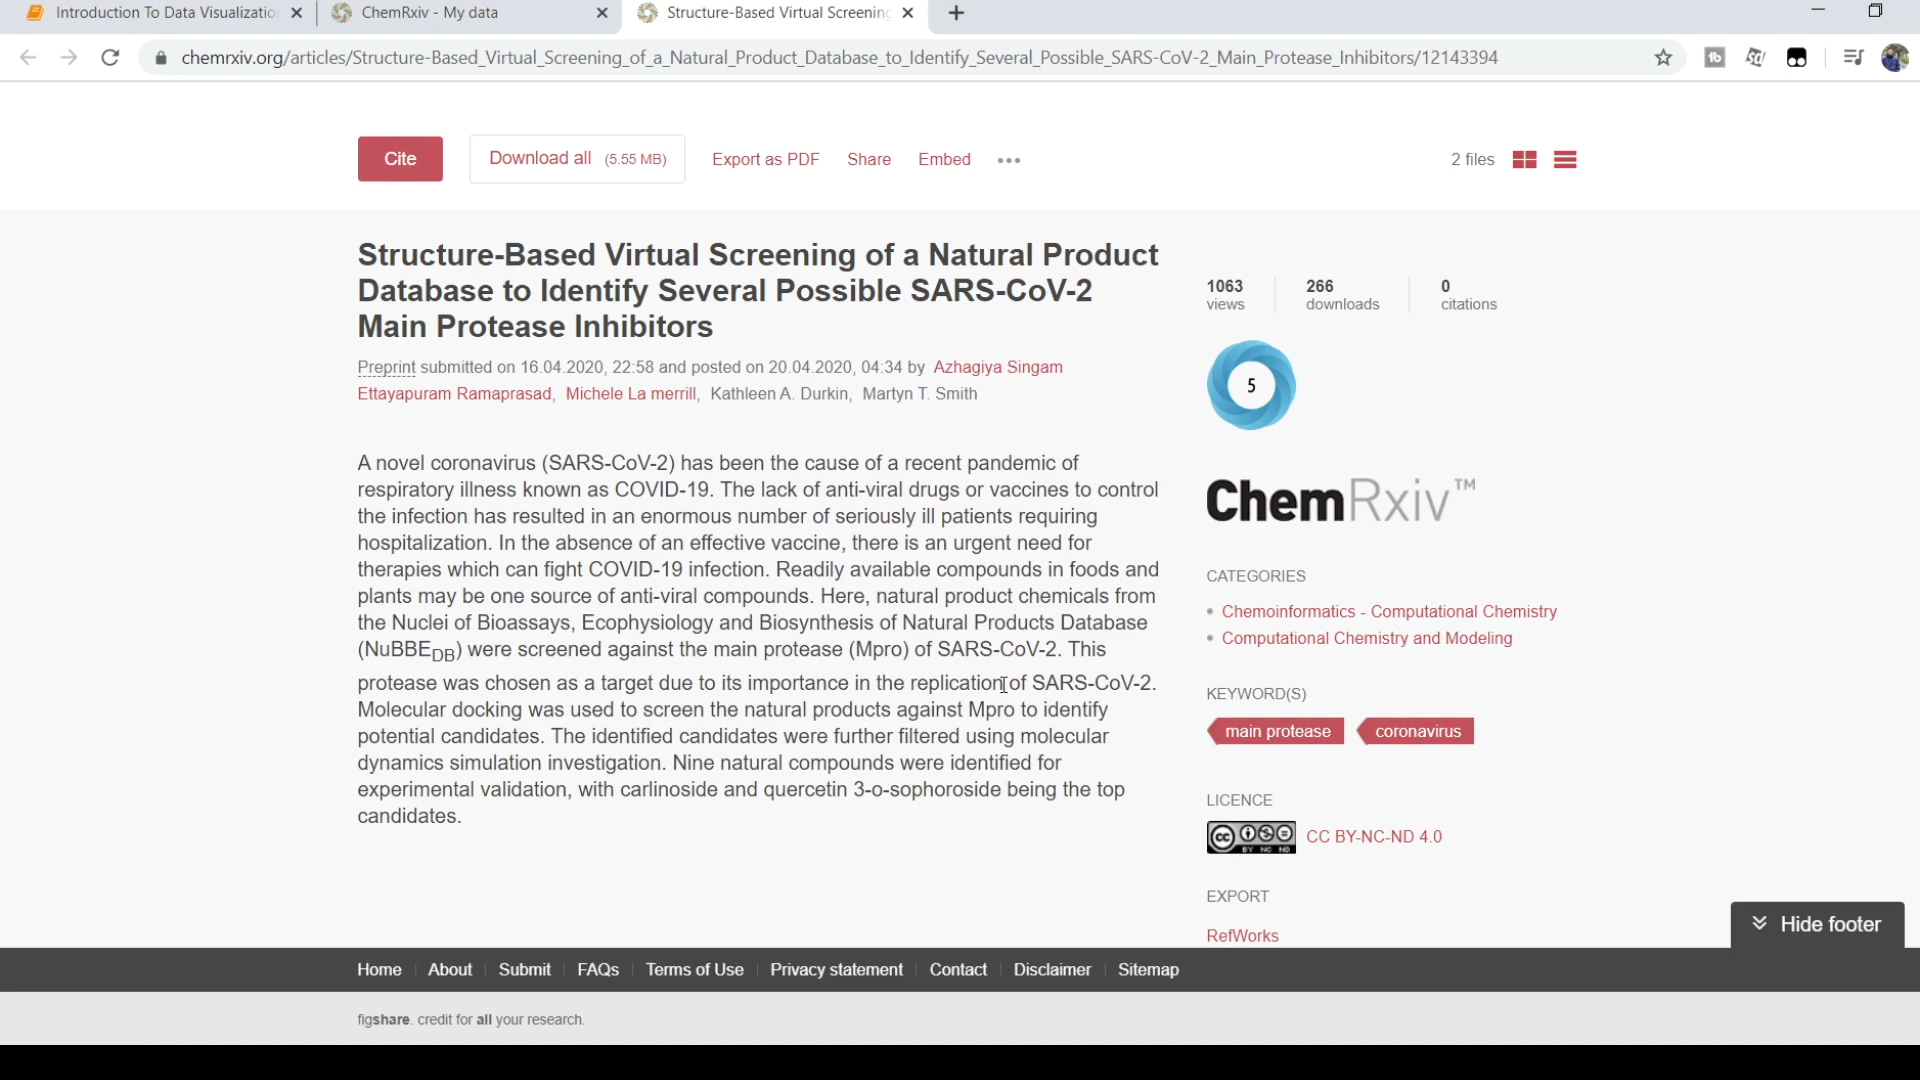 Introduction To Data Visualization
ChemRxiv - My data
Structure-Based Virtual Screening
chemrxiv.org/articles/Structure-Based_Virtual_Screening_of_a_Natural_Product_Database_to_Identify_Several_Possible_SARS-CoV-2_Main_Protease_Inhibitors/12143394
Cite
Download all (5.55 MB)
Export as PDF
Share
Embed
2 files
Structure-Based Virtual Screening of a Natural Product
Database to Identify Several Possible SARS-CoV-2
Main Protease Inhibitors
Preprint submitted on 16.04.2020, 22:58 and posted on 20.04.2020, 04:34 by Azhagiya Singam
Ettayapuram Ramaprasad, Michele La merrill, Kathleen A. Durkin, Martyn T. Smith
A novel coronavirus (SARS-CoV-2) has been the cause of a recent pandemic of
respiratory illness known as COVID-19. The lack of anti-viral drugs or vaccines to control
the infection has resulted in an enormous number of seriously ill patients requiring
hospitalization. In the absence of an effective vaccine, there is an urgent need for
therapies which can fight COVID-19 infection. Readily available compounds in foods and
plants may be one source of anti-viral compounds. Here, natural product chemicals from
the Nuclei of Bioassays, Ecophysiology and Biosynthesis of Natural Products Database
(NuBBEDB) were screened against the main protease (Mpro) of SARS-CoV-2. This
protease was chosen as a target due to its importance in the replication of SARS-CoV-2.
Molecular docking was used to screen the natural products against Mpro to identify
potential candidates. The identified candidates were further filtered using molecular
dynamics simulation investigation. Nine natural compounds were identified for
experimental validation, with carlinoside and quercetin 3-o-sophoroside being the top
candidates.
1063
views
266
downloads
0
citations
5
ChemRxiv™
CATEGORIES
• Chemoinformatics - Computational Chemistry
• Computational Chemistry and Modeling
KEYWORD(S)
main protease
coronavirus
LICENCE
cc BY NC ND
CC BY-NC-ND 4.0
EXPORT
RefWorks
Hide footer
Home
About
Submit
FAQs
Terms of Use
Privacy statement
Contact
Disclaimer
Sitemap
figshare. credit for all your research.